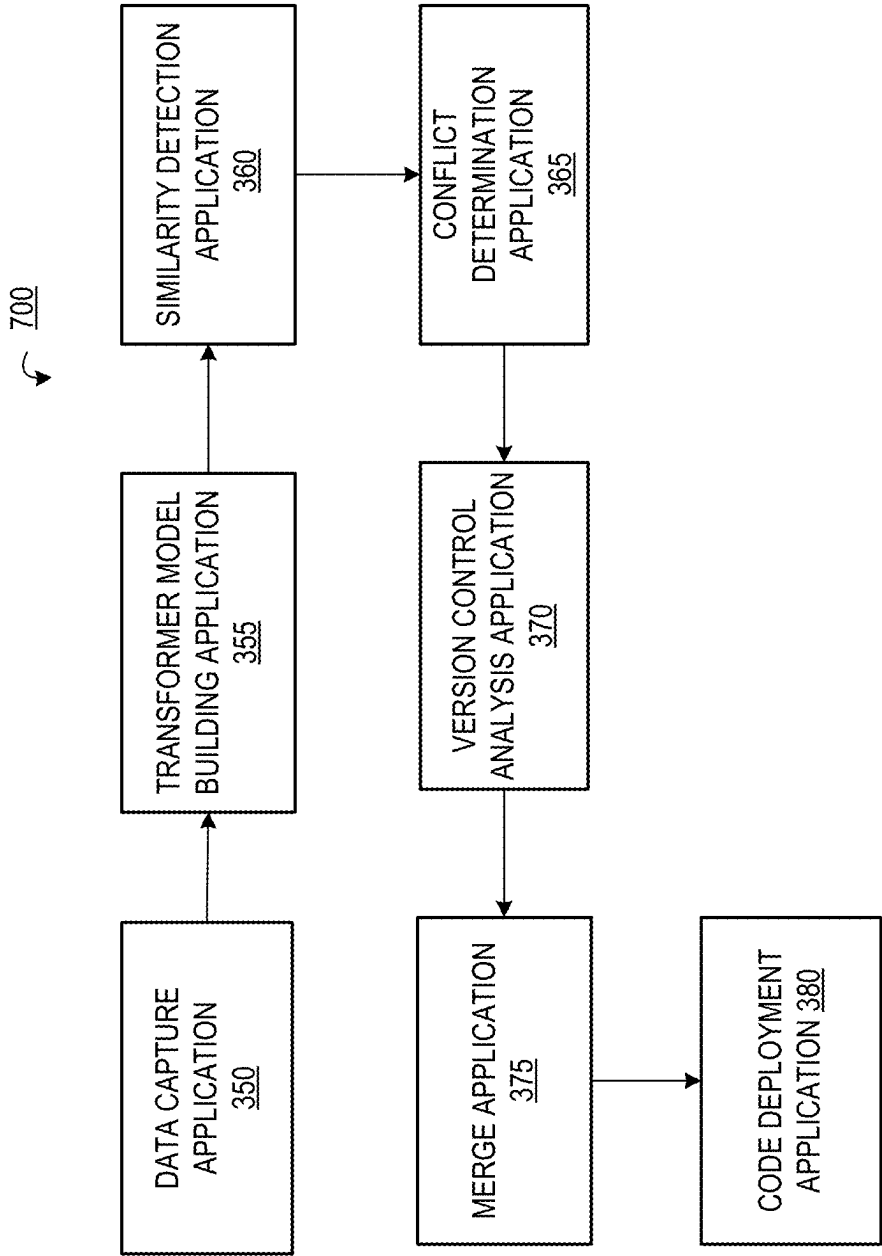 700
DATA CAPTURE
APPLICATION
350
TRANSFORMER MODEL
BUILDING APPLICATION
355
SIMILARITY DETECTION
APPLICATION
360
CONFLICT
DETERMINATION
APPLICATION
365
VERSION CONTROL
ANALYSIS APPLICATION
370
MERGE APPLICATION
375
CODE DEPLOYMENT
APPLICATION 380